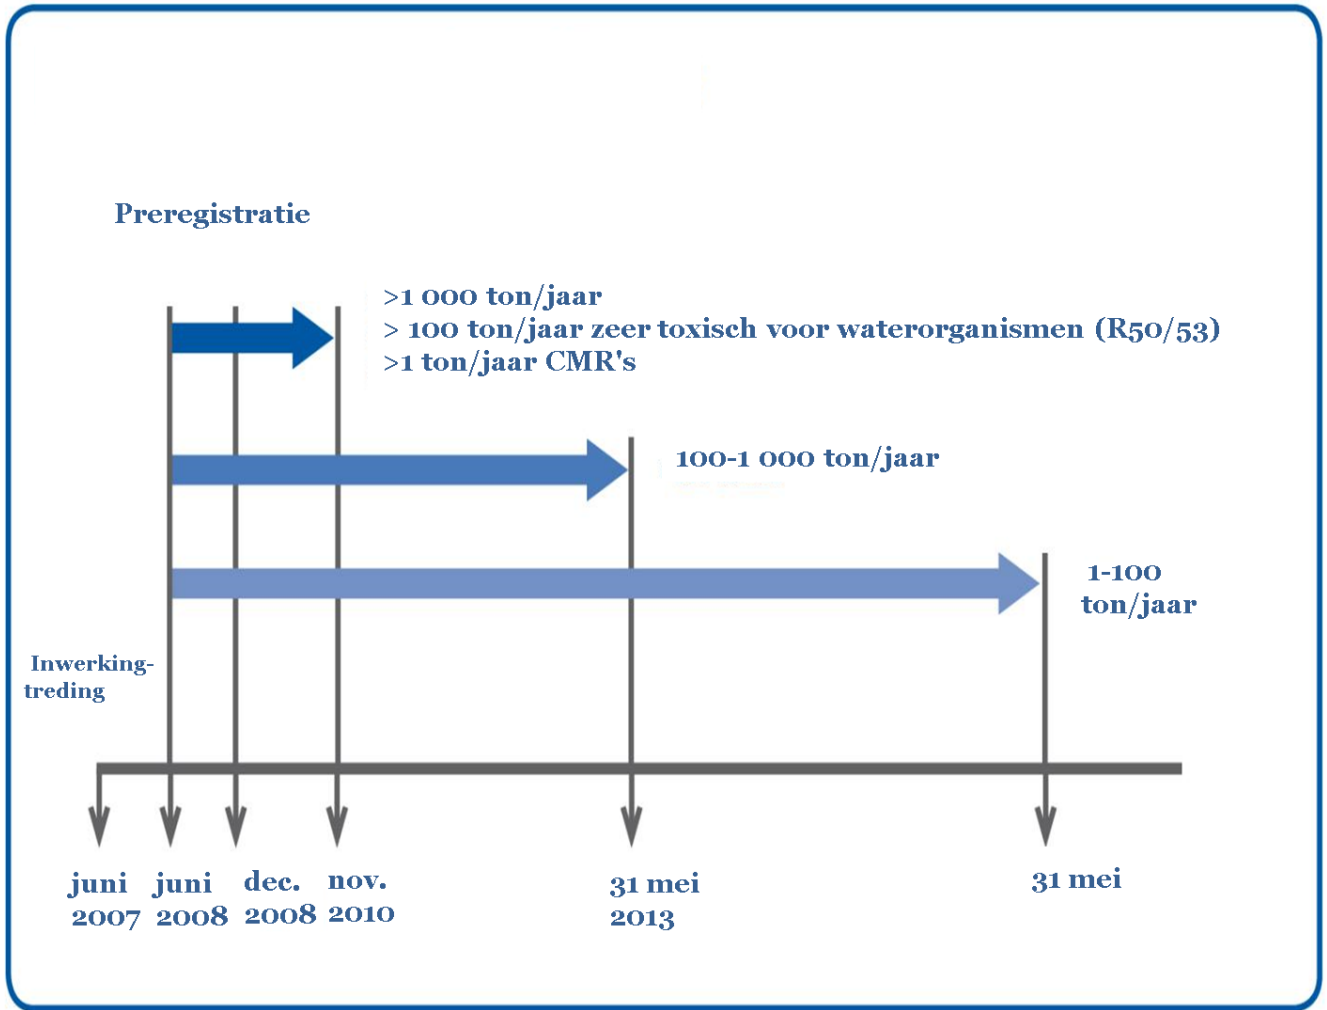 Preregistratie
>1 000 ton/jaar
> 100 ton/jaar zeer toxisch voor waterorganismen (R50/53)
>1 ton/jaar CMR's
100-1 000 ton/jaar
1-100
ton/jaar
Inwerking-
treding
juni
2007
juni
2008
dec.
2008
nov.
2010
31 mei
2013
31 mei